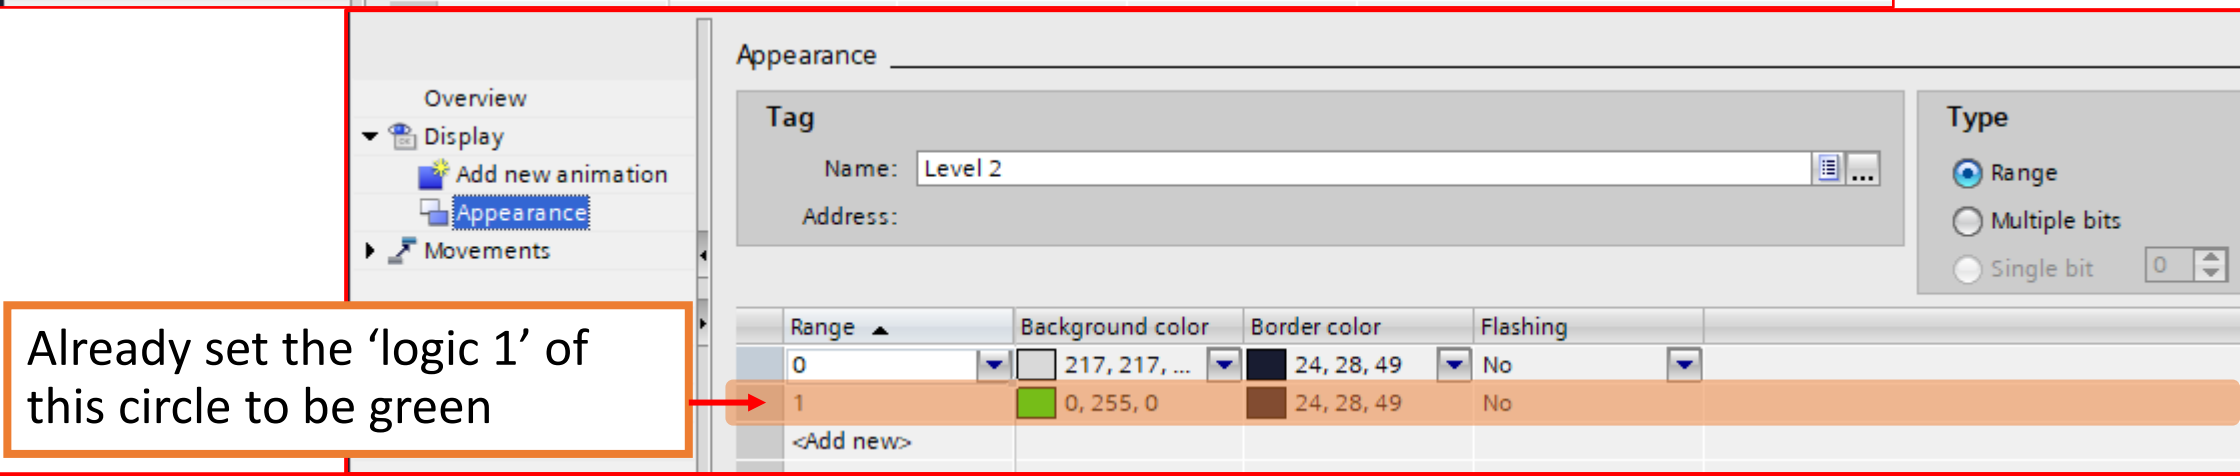 Appearance
Overview
Display
Add new animation
Appearance
Movements
Tag
Name: Level 2
Address:
Type
Range
Multiple bits
Single bit 0
Already set the ‘logic 1’ of
this circle to be green
Range Background color Border color Flashing
0 217, 217, ... 24, 28, 49 No
1 0, 255, 0 24, 28, 49 No
<Add new>